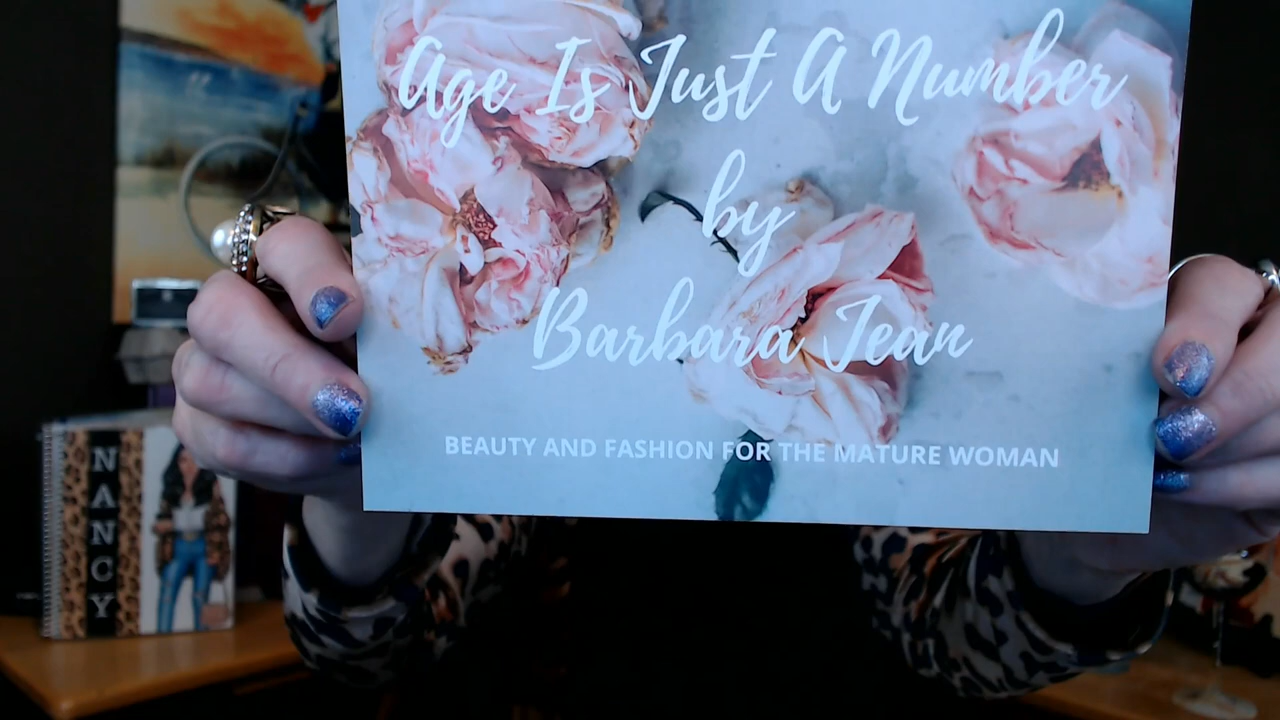 Age Is Just A Number
by
Barbara Jean
BEAUTY AND FASHION FOR THE MATURE WOMAN
NANCY